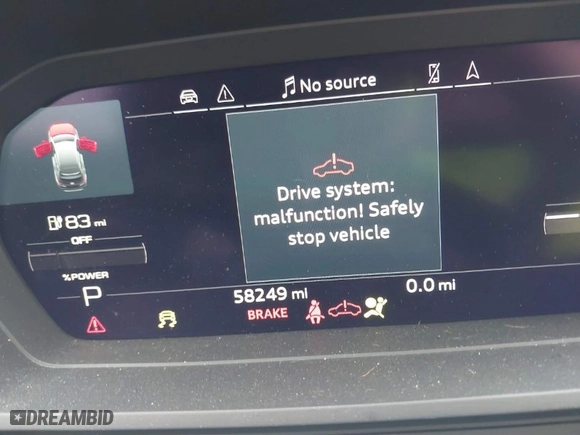 No source
Drive system:
malfunction! Safely
stop vehicle
83 mi
OFF
%POWER
P
58249 mi
0.0 mi
BRAKE
DREAMBID